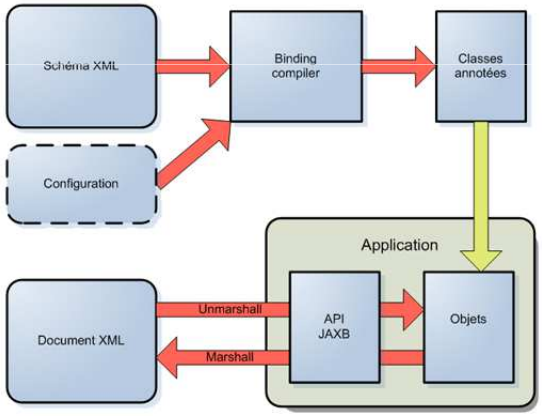 Schéma XML
Binding
compiler
Classes
annotées
Configuration
Application
Document XML
Unmarshall
Marshall
API
JAXB
Objets